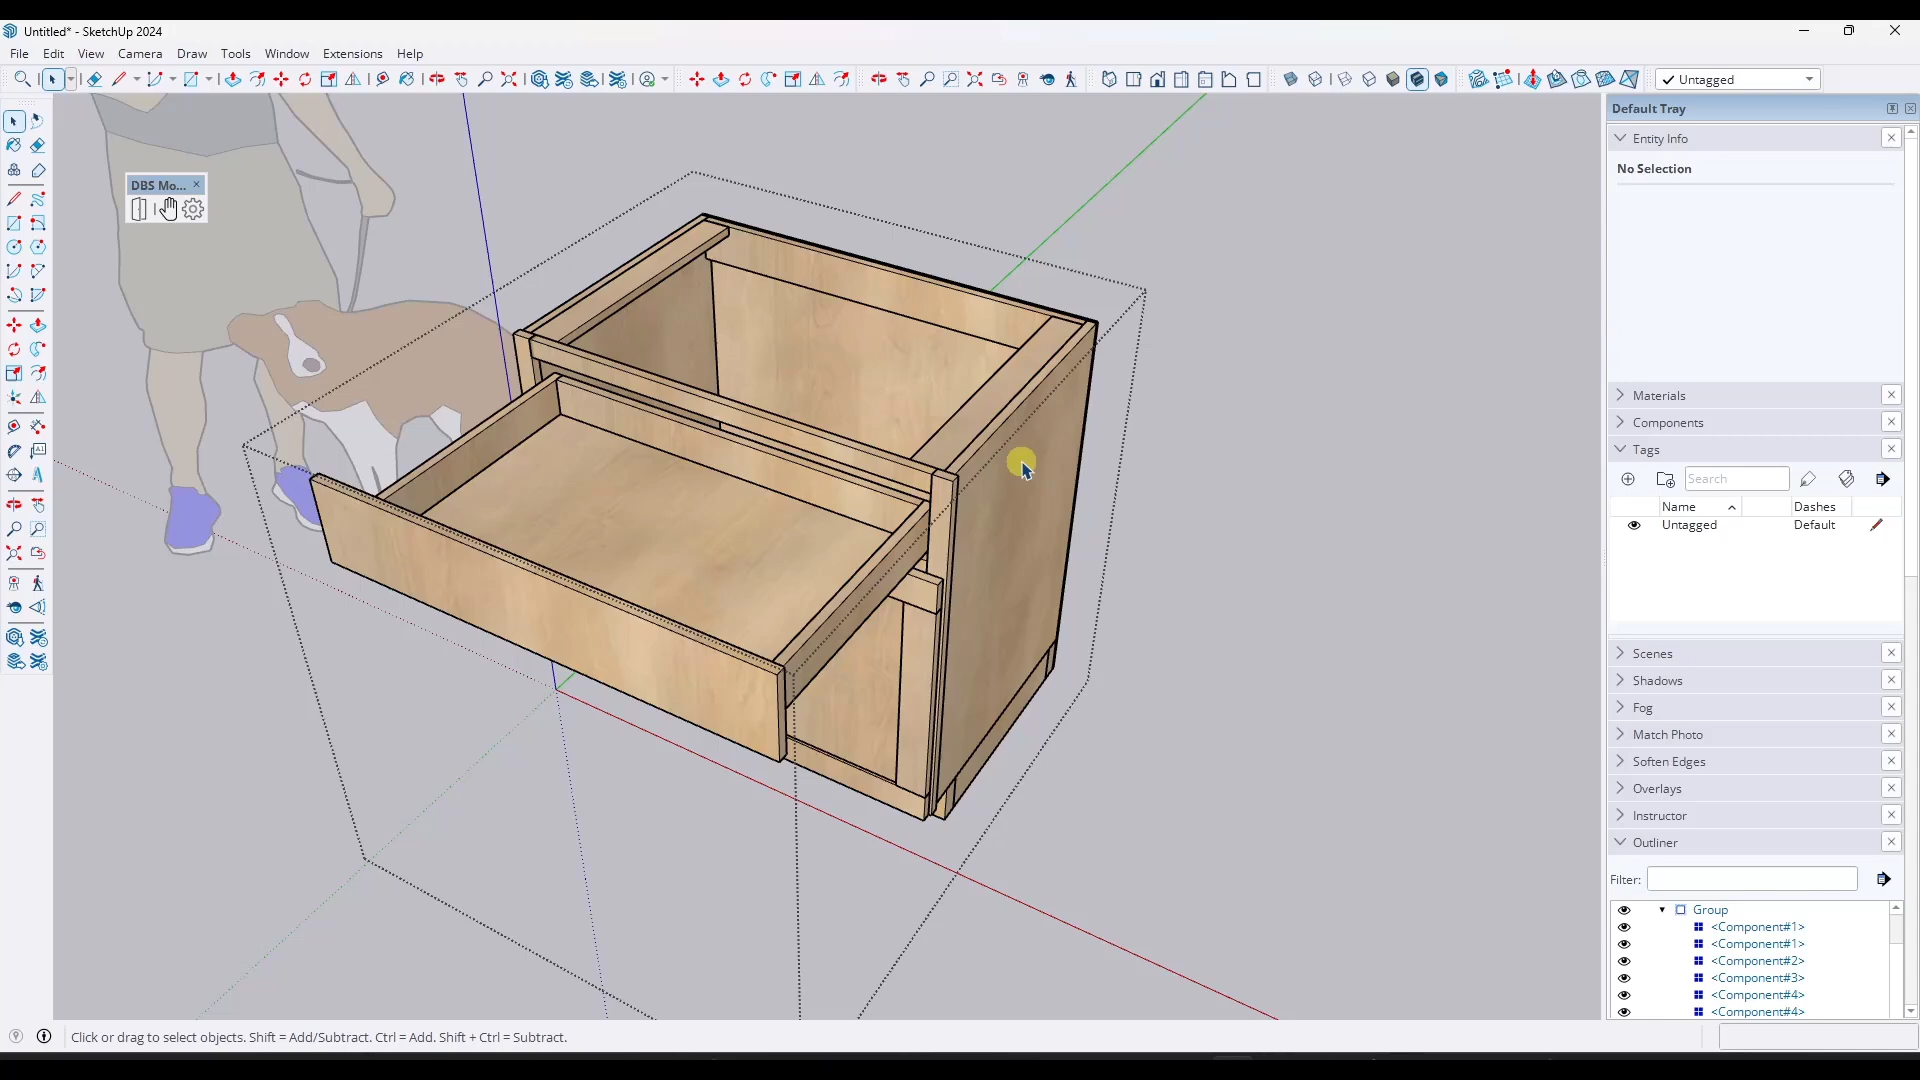 Untitled* - SketchUp 2024
File Edit View Camera Draw Tools Window Extensions Help
Untagged
Default Tray
Entity Info
No Selection
DBS Mo...
Materials
Components
Tags
Search
Name Dashes
Untagged Default
Scenes
Shadows
Fog
Match Photo
Soften Edges
Overlays
Instructor
Outliner
Filter:
Group
<Component#1>
<Component#1>
<Component#2>
<Component#3>
<Component#4>
<Component#4>
Click or drag to select objects. Shift = Add/Subtract. Ctrl = Add. Shift + Ctrl = Subtract.